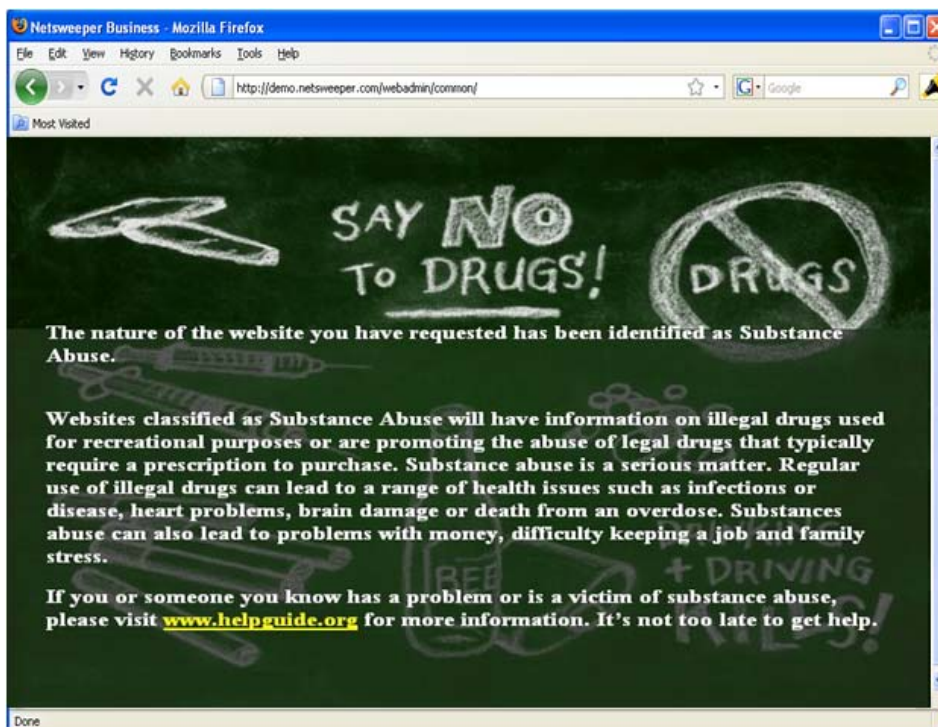 Netsweeper Business - Mozilla Firefox
File Edit View History Bookmarks Tools Help
http://demo.netsweeper.com/webadmin/common/
G Google
Most Visited
SAY NO
TO DRUGS!
DRUGS
The nature of the website you have requested has been identified as Substance
Abuse.
Websites classified as Substance Abuse will have information on illegal drugs used
for recreational purposes or are promoting the abuse of legal drugs that typically
require a prescription to purchase. Substance abuse is a serious matter. Regular
use of illegal drugs can lead to a range of health issues such as infections or
disease, heart problems, brain damage or death from an overdose. Substances
abuse can also lead to problems with money, difficulty keeping a job and family
stress.
DRINKING
+ DRIVING
KILLS!
BEE
If you or someone you know has a problem or is a victim of substance abuse,
please visit www.helpguide.org for more information. It's not too late to get help.
Done